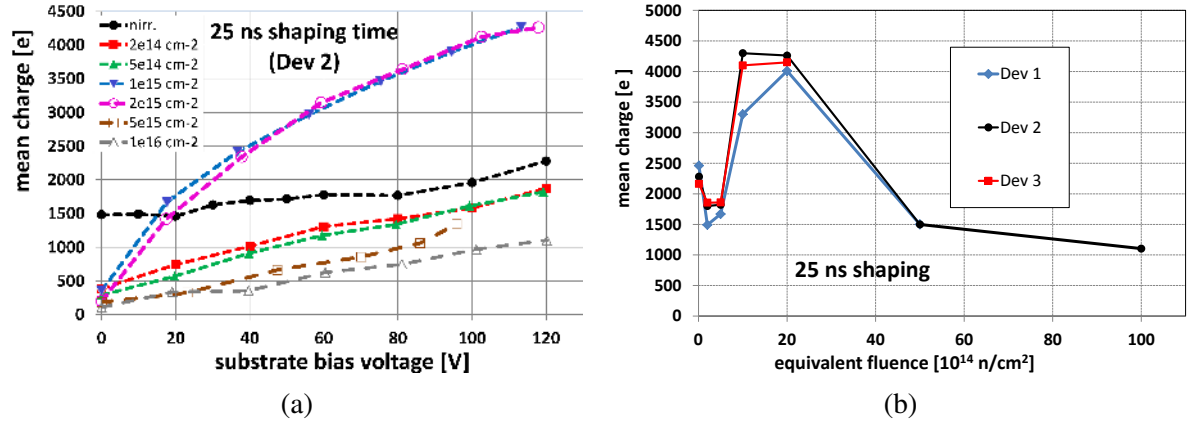 mean charge [e]
4500
4000
3500
3000
2500
2000
1500
1000
500
0
0 20 40 60 80 100 120
substrate bias voltage [V]
25 ns shaping time
(Dev 2)
nirr.
2e14 cm-2
5e14 cm-2
1e15 cm-2
2e15 cm-2
5e15 cm-2
1e16 cm-2
(a)
mean charge [e]
5000
4500
4000
3500
3000
2500
2000
1500
1000
500
0
0 20 40 60 80 100
equivalent fluence [10¹⁴ n/cm²]
Dev 1
Dev 2
Dev 3
25 ns shaping
(b)